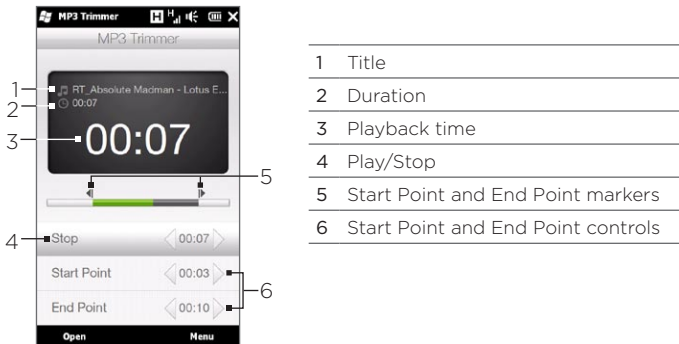 MP3 Trimmer
MP3 Trimmer
1
RT_Absolute Madman - Lotus E...
2
00:07
3
00:07
5
4
Stop
00:07
Start Point
00:03
6
End Point
00:10
Open
Menu
1 Title
2 Duration
3 Playback time
4 Play/Stop
5 Start Point and End Point markers
6 Start Point and End Point controls